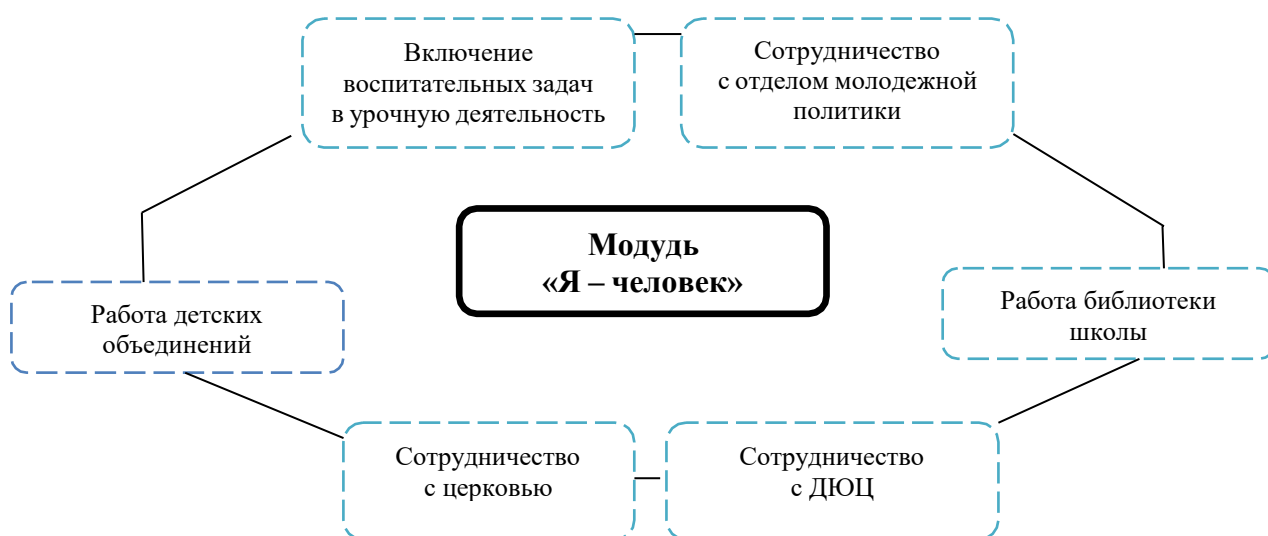 Включение
воспитательных задач
в урочную деятельность
Сотрудничество
с отделом молодежной
политики
Модудь
«Я – человек»
Работа детских
объединений
Работа библиотеки
школы
Сотрудничество
с церковью
Сотрудничество
с ДЮЦ